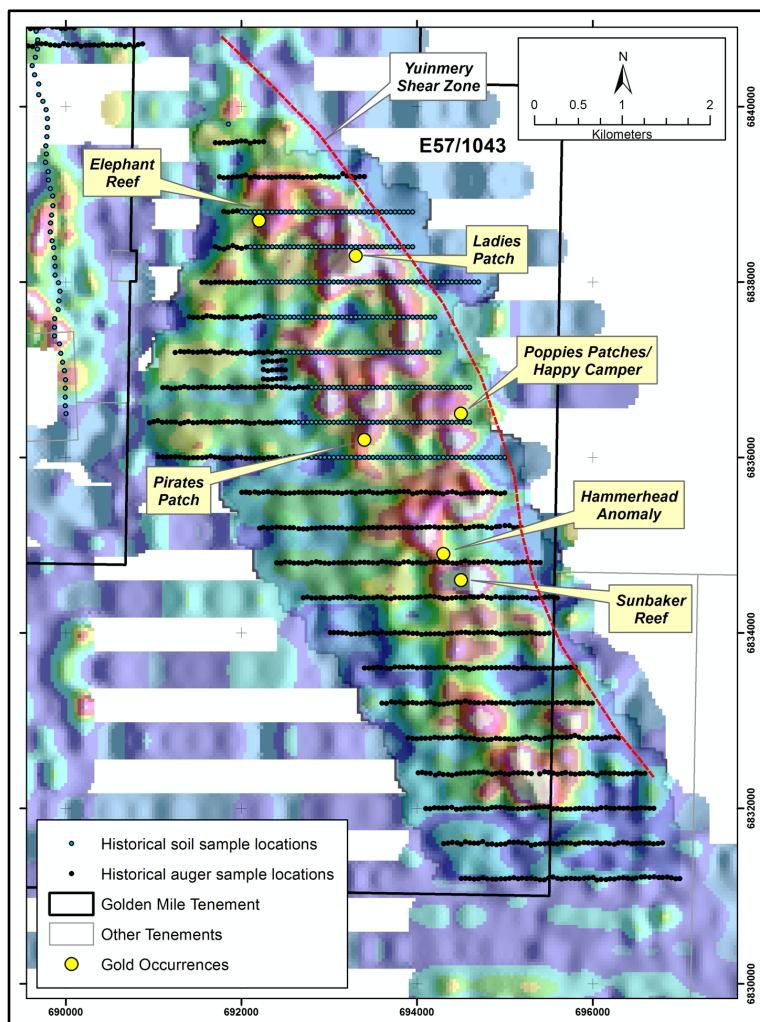 Yuinmery
Shear Zone
N
0 0.5 1 2
Kilometers
E57/1043
Elephant
Reef
Ladies
Patch
Poppies Patches/
Happy Camper
Pirates
Patch
Hammerhead
Anomaly
Sunbaker
Reef
6840000
6838000
6836000
6834000
6832000
6830000
Historical soil sample locations
Historical auger sample locations
Golden Mile Tenement
Other Tenements
Gold Occurrences
690000 692000 694000 696000